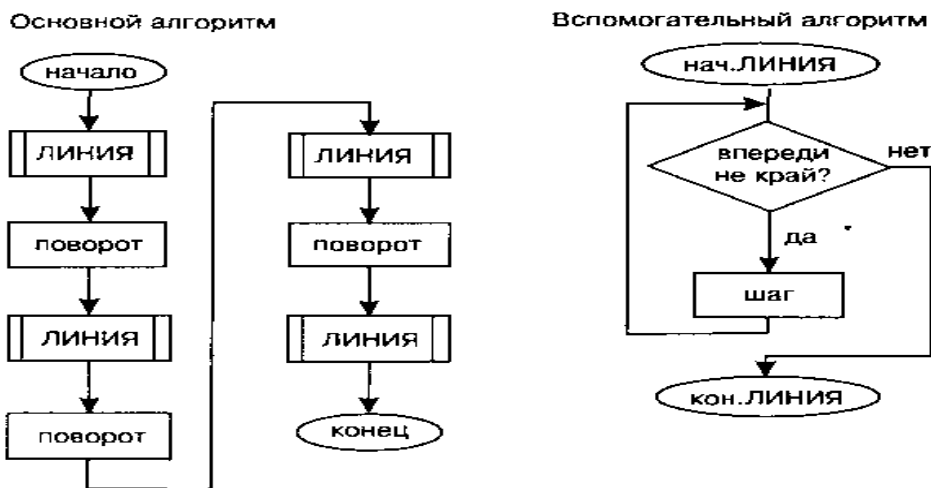 Основной алгоритм
начало
ЛИНИЯ
поворот
ЛИНИЯ
поворот
ЛИНИЯ
поворот
ЛИНИЯ
конец
Вспомогательный алгоритм
нач.ЛИНИЯ
впереди
не край?
нет
да
шаг
кон.ЛИНИЯ